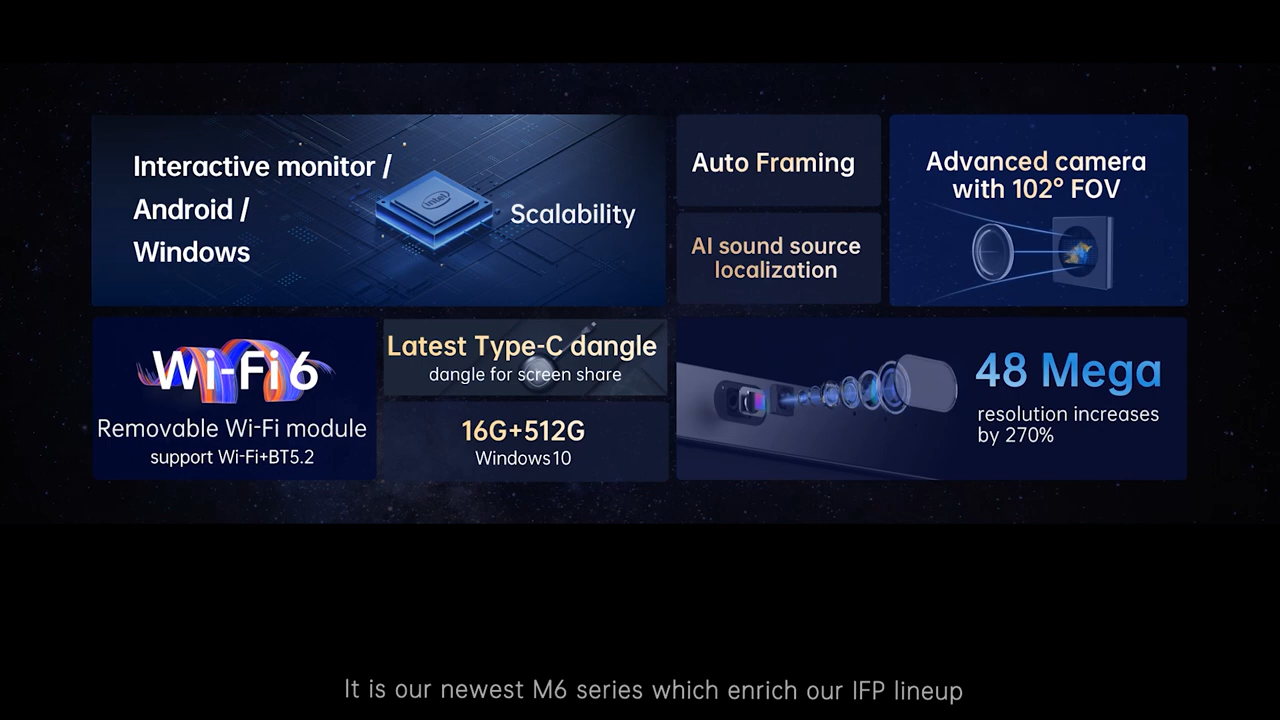 Interactive monitor /
Android /
Windows
intel
Scalability
Auto Framing
AI sound source
localization
Advanced camera
with 102° FOV
Wi-Fi 6
Removable Wi-Fi module
support Wi-Fi+BT5.2
Latest Type-C dangle
dangle for screen share
16G+512G
Windows10
48 Mega
resolution increases
by 270%
It is our newest M6 series which enrich our IFP lineup